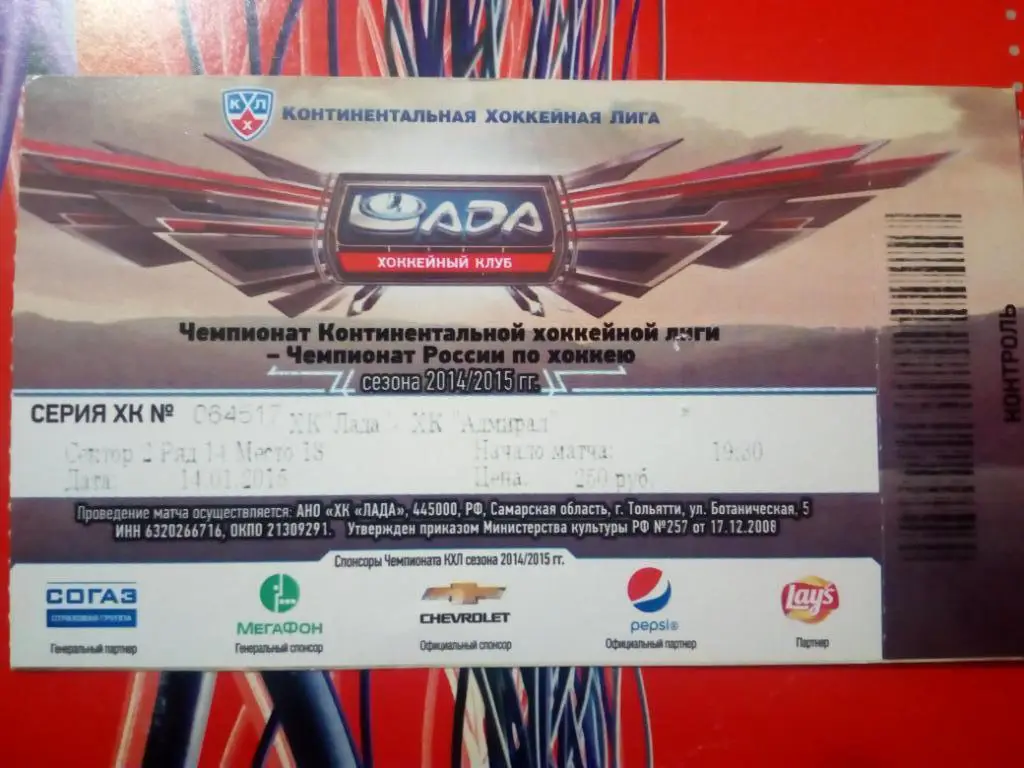 КХЛ
КОНТИНЕНТАЛЬНАЯ ХОККЕЙНАЯ ЛИГА
ЛАДА
ХОККЕЙНЫЙ КЛУБ
ЧЕМПИОНАТ КОНТИНЕНТАЛЬНОЙ ХОККЕЙНОЙ ЛИГИ
– ЧЕМПИОНАТ РОССИИ ПО ХОККЕЮ
СЕЗОНА 2014/2015 ГГ.
СЕРИЯ ХК № 064517 ХК "Лада" - ХК "Адмирал"
Сектор 2 Ряд 14 Место 18 Начало матча: 19:30
Дата: 14.01.2015 Цена: 250 руб.
Проведение матча осуществляет: АНО «ХК «ЛАДА», 445000, РФ, Самарская область, г. Тольятти, ул. Ботаническая, 5
ИНН 6320266716, ОКПО 21309291. Утвержден приказом Министерства культуры РФ №257 от 17.12.2008
Спонсоры Чемпионата КХЛ сезона 2014/2015 гг.
СОГАЗ
СТРАХОВАЯ ГРУППА
Генеральный партнер
МЕГАФОН
Генеральный спонсор
CHEVROLET
Официальный спонсор
pepsi®
Официальный партнер
Lay's
Партнер
КОНТРОЛЬ